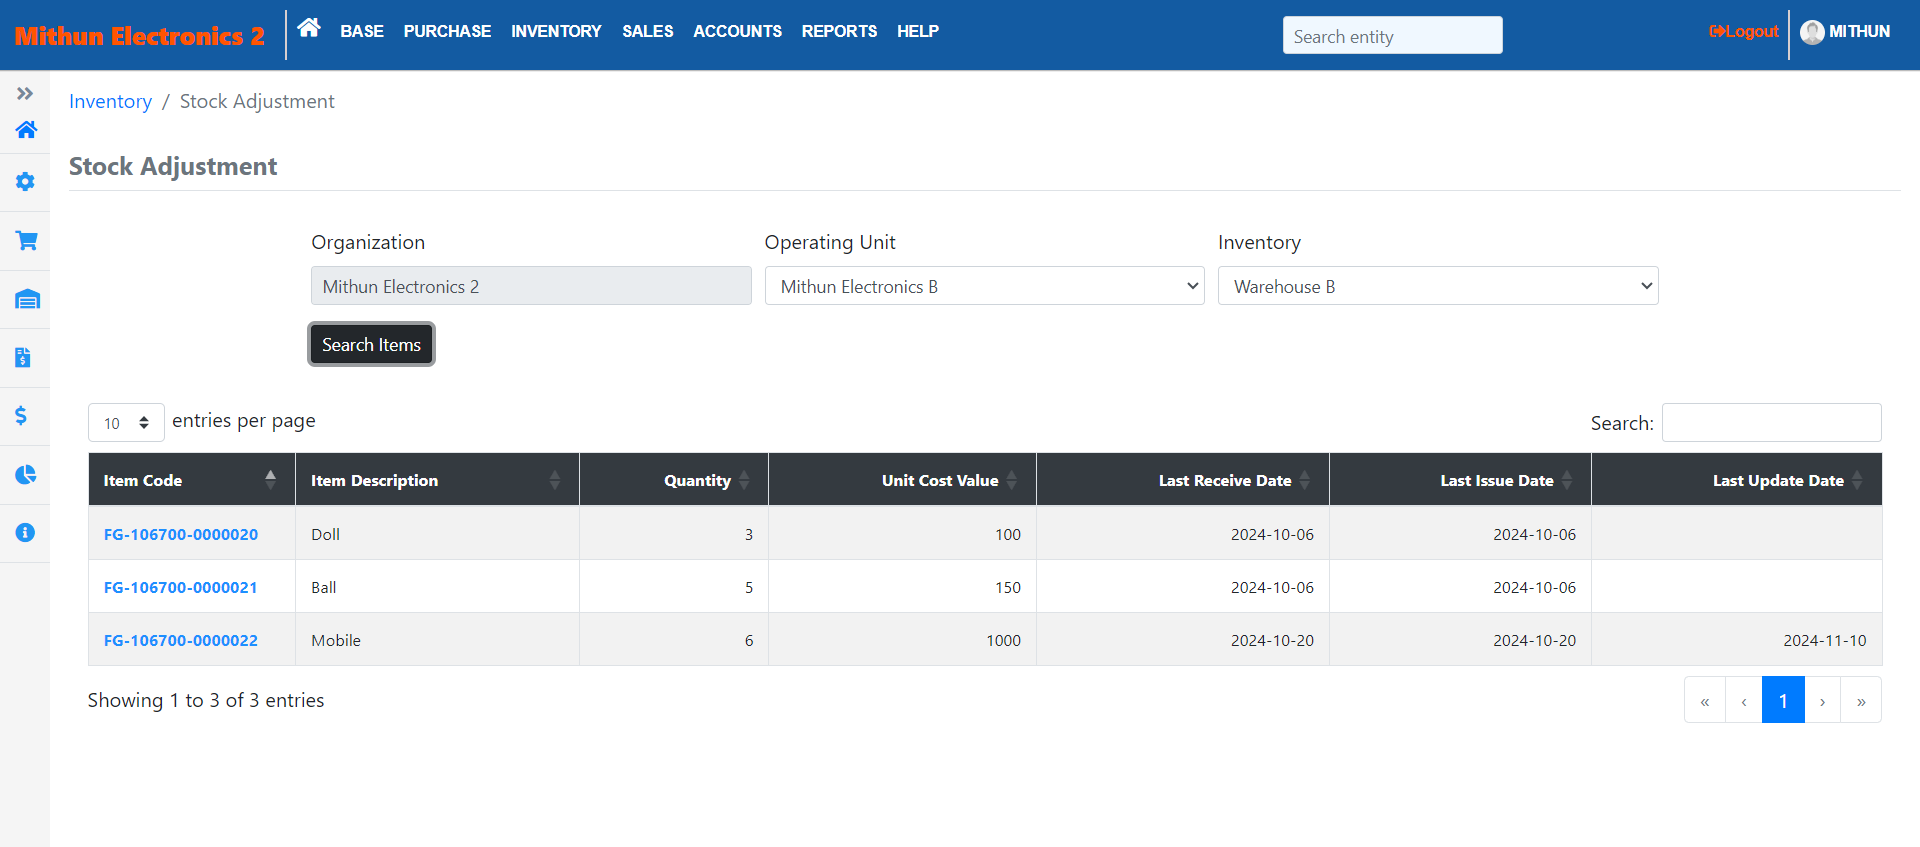 Mithun Electronics 2 BASE PURCHASE INVENTORY SALES ACCOUNTS REPORTS HELP Search entity Logout MITHUN
Inventory / Stock Adjustment
Stock Adjustment
Organization Operating Unit Inventory
Mithun Electronics 2 Mithun Electronics B Warehouse B
Search Items
10 entries per page Search:
Item Code Item Description Quantity Unit Cost Value Last Receive Date Last Issue Date Last Update Date
FG-106700-0000020 Doll 3 100 2024-10-06 2024-10-06
FG-106700-0000021 Ball 5 150 2024-10-06 2024-10-06
FG-106700-0000022 Mobile 6 1000 2024-10-20 2024-10-20 2024-11-10
Showing 1 to 3 of 3 entries « ‹ 1 › »